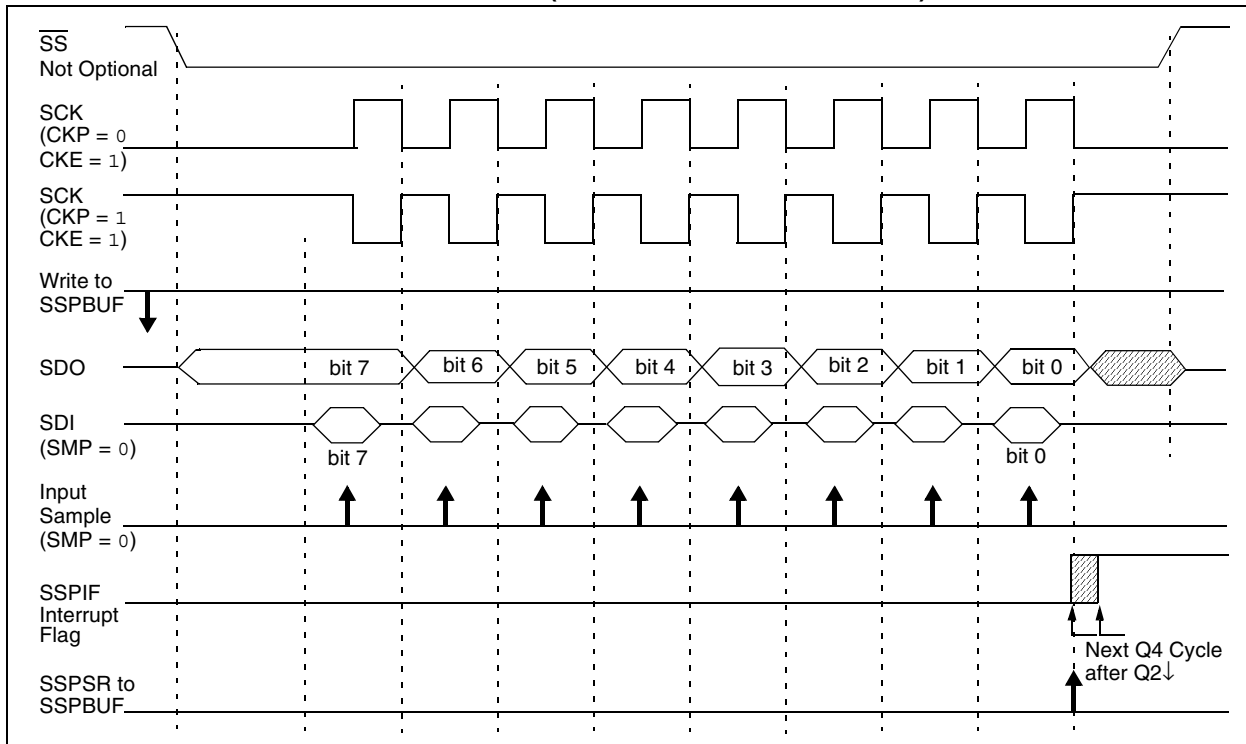 SS
Not Optional
SCK
(CKP = 0
CKE = 1)
SCK
(CKP = 1
CKE = 1)
Write to
SSPBUF
SDO
bit 7 bit 6 bit 5 bit 4 bit 3 bit 2 bit 1 bit 0
SDI
(SMP = 0)
bit 7 bit 0
Input
Sample
(SMP = 0)
SSPIF
Interrupt
Flag
Next Q4 Cycle
after Q2↓
SSPSR to
SSPBUF